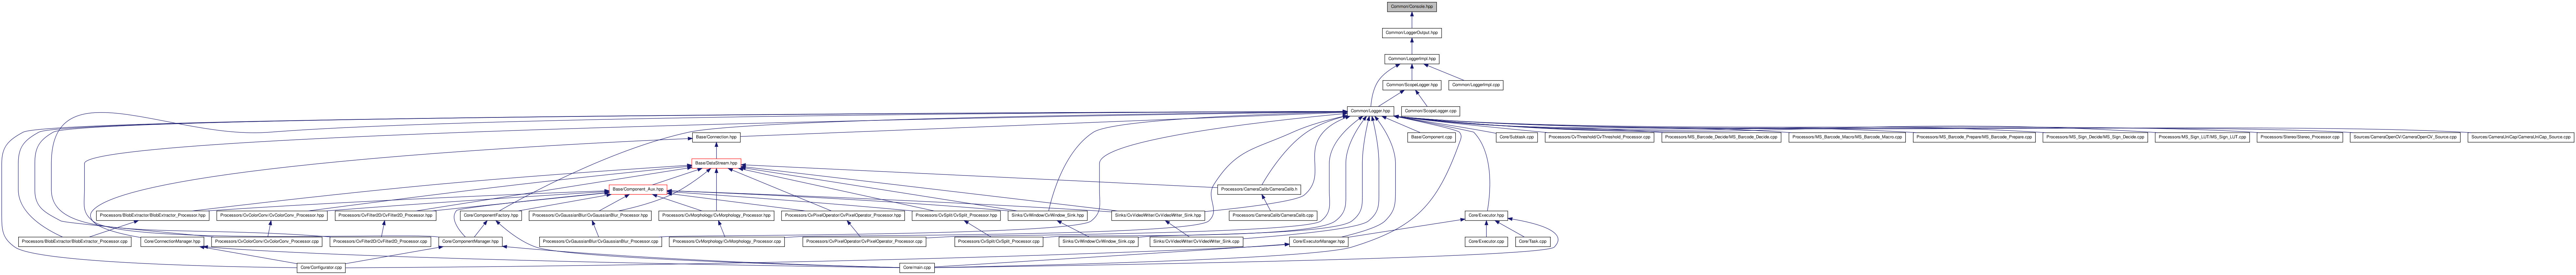 Common/Console.hpp
Common/LoggerOutput.hpp
Common/LoggerImpl.hpp
Common/ScopeLogger.hpp
Common/LoggerImpl.cpp
Common/Logger.hpp
Common/ScopeLogger.cpp
Base/Connection.hpp
Base/Component.cpp
Core/Subtask.cpp
Processors/CvThreshold/CvThreshold_Processor.cpp
Processors/MS_Barcode_Decide/MS_Barcode_Decide.cpp
Processors/MS_Barcode_Macro/MS_Barcode_Macro.cpp
Processors/MS_Barcode_Prepare/MS_Barcode_Prepare.cpp
Processors/MS_Sign_Decide/MS_Sign_Decide.cpp
Processors/MS_Sign_LUT/MS_Sign_LUT.cpp
Processors/Stereo/Stereo_Processor.cpp
Sources/CameraOpenCV/CameraOpenCV_Source.cpp
Sources/CameraUniCap/CameraUniCap_Source.cpp
Base/DataStream.hpp
Base/Component_Aux.hpp
Processors/CameraCalib/CameraCalib.h
Processors/BlobExtractor/BlobExtractor_Processor.hpp
Processors/CvColorConv/CvColorConv_Processor.hpp
Processors/CvFilter2D/CvFilter2D_Processor.hpp
Core/ComponentFactory.hpp
Processors/CvGaussianBlur/CvGaussianBlur_Processor.hpp
Processors/CvMorphology/CvMorphology_Processor.hpp
Processors/CvPixelOperator/CvPixelOperator_Processor.hpp
Processors/CvSplit/CvSplit_Processor.hpp
Sinks/CvWindow/CvWindow_Sink.hpp
Sinks/CvVideoWriter/CvVideoWriter_Sink.hpp
Processors/CameraCalib/CameraCalib.cpp
Core/Executor.hpp
Processors/BlobExtractor/BlobExtractor_Processor.cpp
Core/ConnectionManager.hpp
Processors/CvColorConv/CvColorConv_Processor.cpp
Processors/CvFilter2D/CvFilter2D_Processor.cpp
Core/ComponentManager.hpp
Processors/CvGaussianBlur/CvGaussianBlur_Processor.cpp
Processors/CvMorphology/CvMorphology_Processor.cpp
Processors/CvPixelOperator/CvPixelOperator_Processor.cpp
Processors/CvSplit/CvSplit_Processor.cpp
Sinks/CvWindow/CvWindow_Sink.cpp
Sinks/CvVideoWriter/CvVideoWriter_Sink.cpp
Core/ExecutorManager.hpp
Core/Executor.cpp
Core/Task.cpp
Core/Configurator.cpp
Core/main.cpp